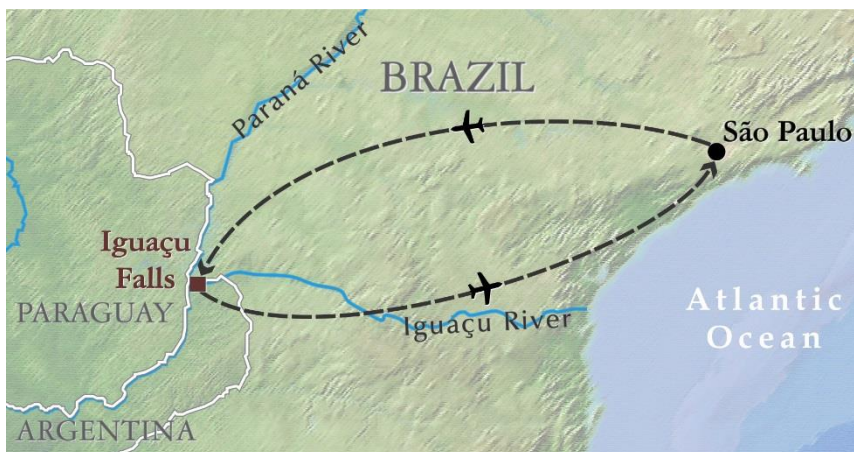 Paraná River
BRAZIL
São Paulo
Iguaçu
Falls
PARAGUAY
Iguaçu River
Atlantic
Ocean
ARGENTINA